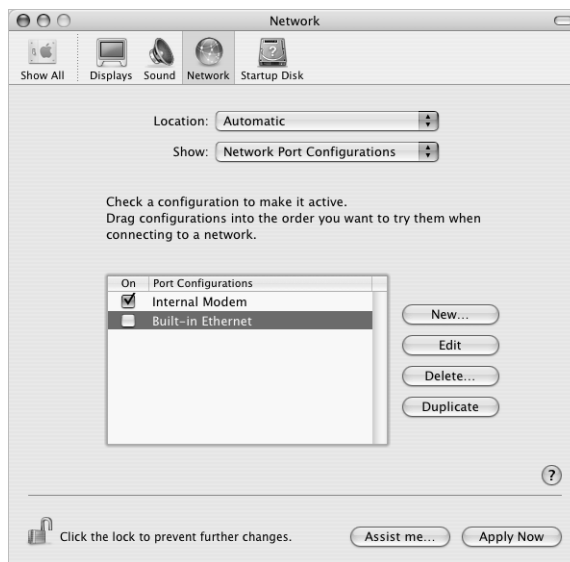 Network
Show All Displays Sound Network Startup Disk
Location: Automatic
Show: Network Port Configurations
Check a configuration to make it active.
Drag configurations into the order you want to try them when
connecting to a network.
On Port Configurations
Internal Modem
Built-in Ethernet
New...
Edit
Delete...
Duplicate
?
Click the lock to prevent further changes. Assist me... Apply Now